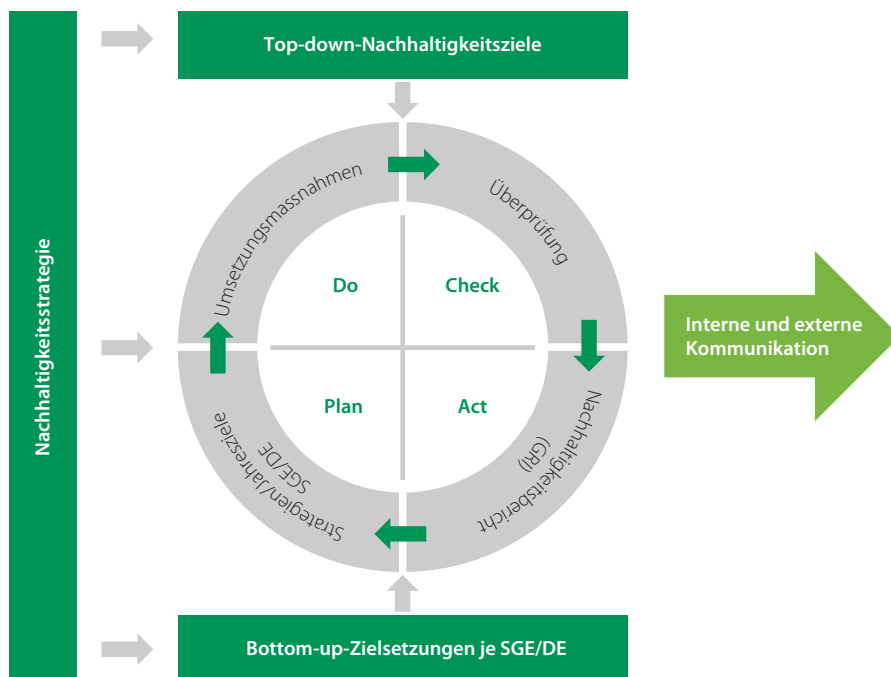 Nachhaltigkeitsstrategie
Top-down-Nachhaltigkeitsziele
Umsetzungsmassnahmen
Überprüfung
Do
Check
Plan
Act
Strategien/Jahresziele
SGE/DE
Nachhaltigkeitsbericht
(GRI)
Interne und externe
Kommunikation
Bottom-up-Zielsetzungen je SGE/DE